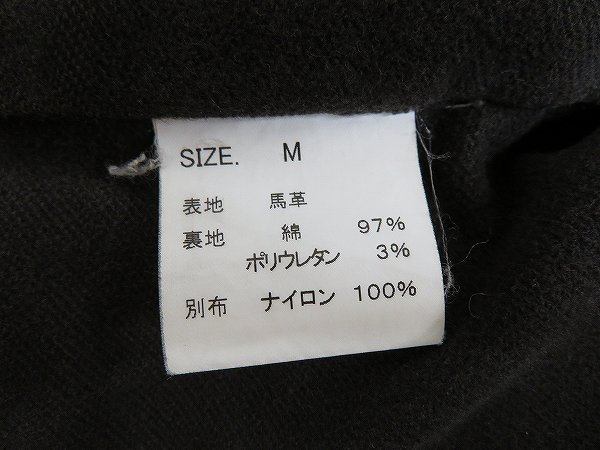 SIZE. M
表地 馬革
裏地 綿 97%
ポリウレタン 3%
別布 ナイロン 100%